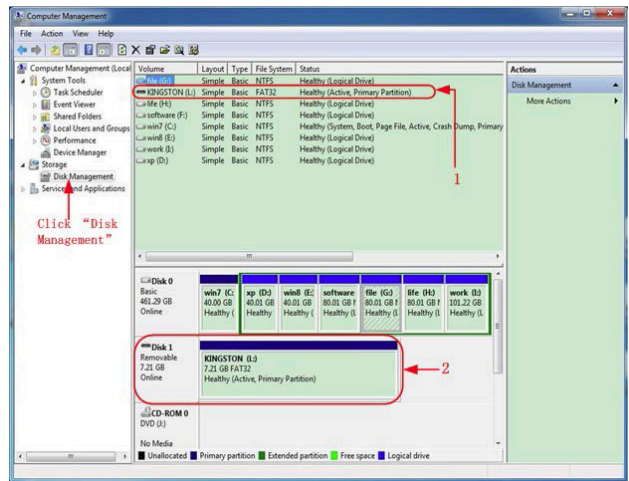 Computer Management
File Action View Help
Computer Management (Local
System Tools
Task Scheduler
Event Viewer
Shared Folders
Local Users and Groups
Performance
Device Manager
Storage
Disk Management
Services and Applications
Click “Disk
Management”
Volume Layout Type File System Status
file (G:) Simple Basic NTFS Healthy (Logical Drive)
KINGSTON (L:) Simple Basic FAT32 Healthy (Active, Primary Partition)
life (H:) Simple Basic NTFS Healthy (Logical Drive)
software (F:) Simple Basic NTFS Healthy (Logical Drive)
win7 (C:) Simple Basic NTFS Healthy (System, Boot, Page File, Active, Crash Dump, Primary
win8 (E:) Simple Basic NTFS Healthy (Logical Drive)
work (I:) Simple Basic NTFS Healthy (Logical Drive)
xp (D:) Simple Basic NTFS Healthy (Logical Drive)
1
Disk 0
Basic
461.29 GB
Online
win7 (C:
40.00 GB
Healthy (
xp (D:)
40.01 GB
Healthy
win8 (E:
40.01 GB
Healthy (
software
80.01 GB
Healthy (L
file (G:)
80.01 GB
Healthy (L
life (H:)
80.01 GB
Healthy (L
work (I:)
101.22 GB
Healthy (L
Disk 1
Removable
7.21 GB
Online
KINGSTON (L:)
7.21 GB FAT32
Healthy (Active, Primary Partition)
2
CD-ROM 0
DVD (J:)
No Media
Unallocated Primary partition Extended partition Free space Logical drive
Actions
Disk Management
More Actions